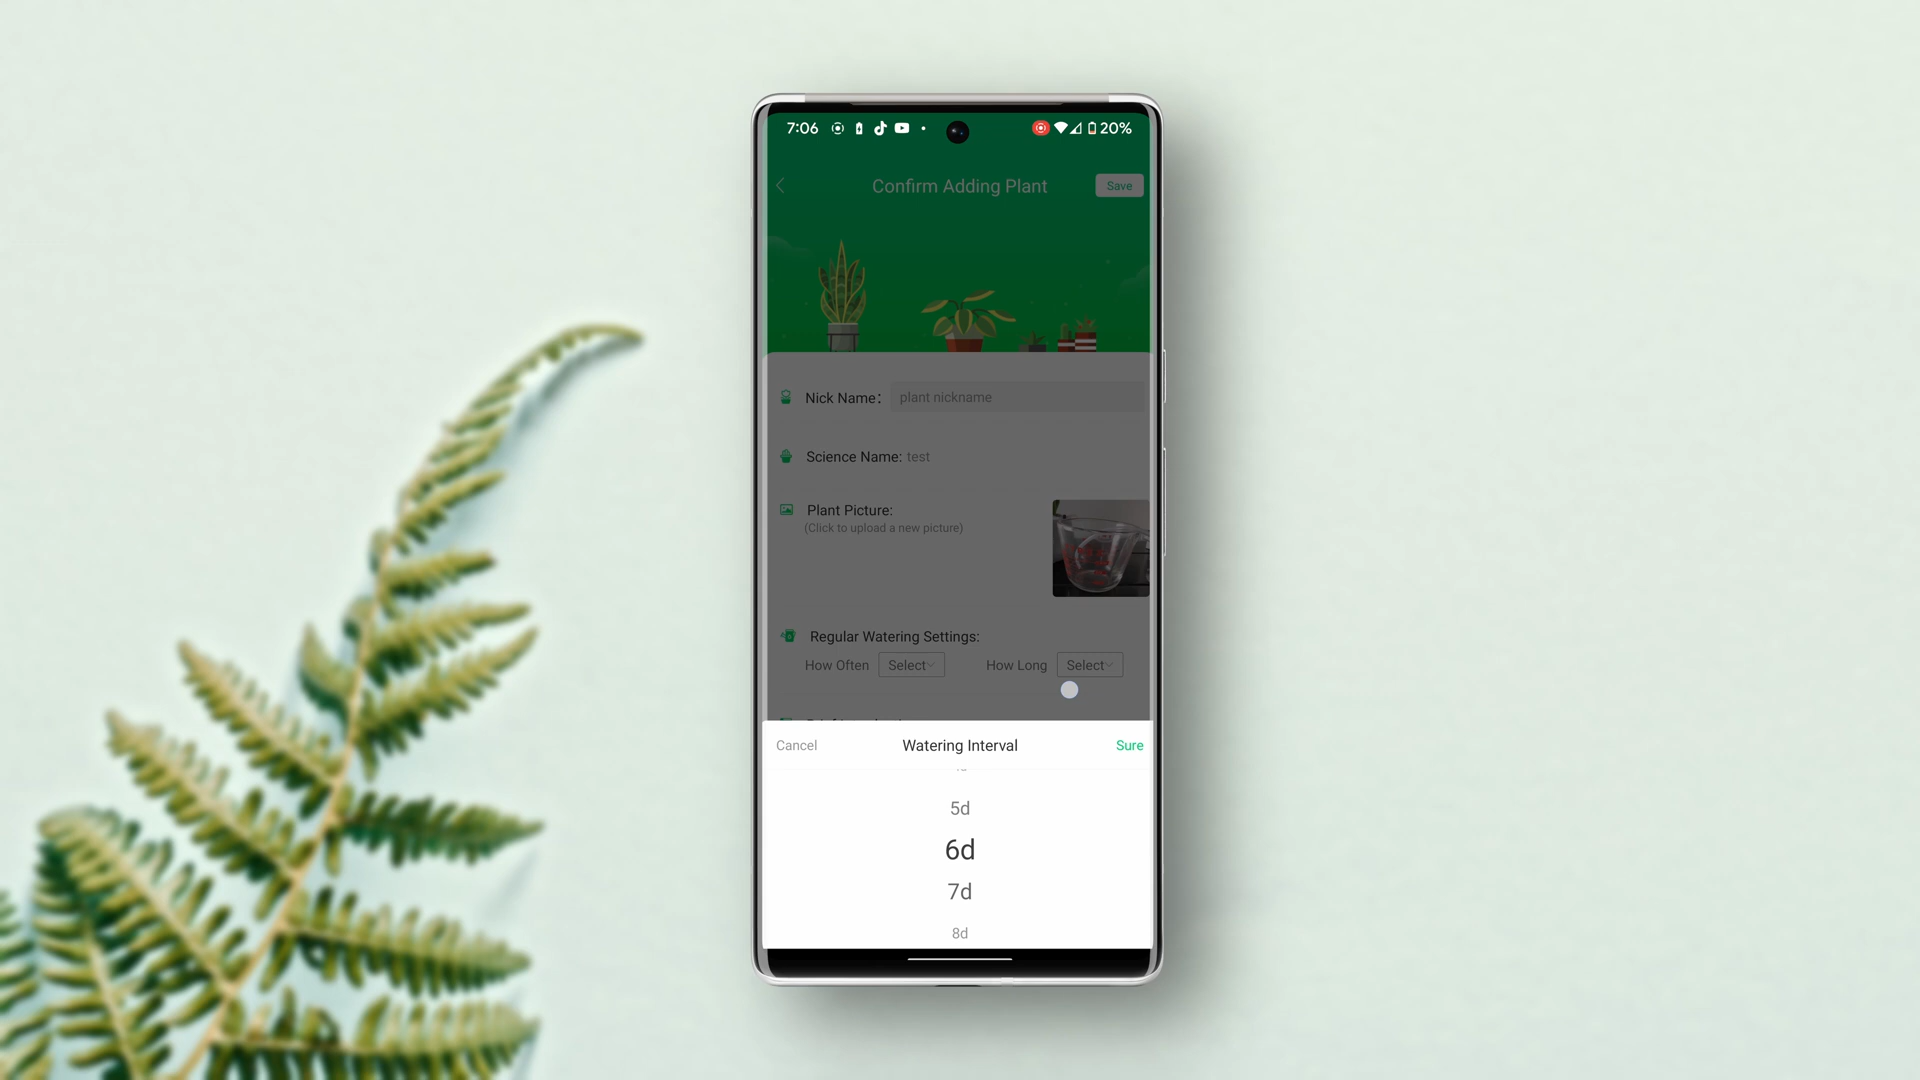 7:06 20%
Confirm Adding Plant Save
Nick Name: plant nickname
Science Name: test
Plant Picture:
(Click to upload a new picture)
Regular Watering Settings:
How Often Select How Long Select
Cancel Watering Interval Sure
5d
6d
7d
8d